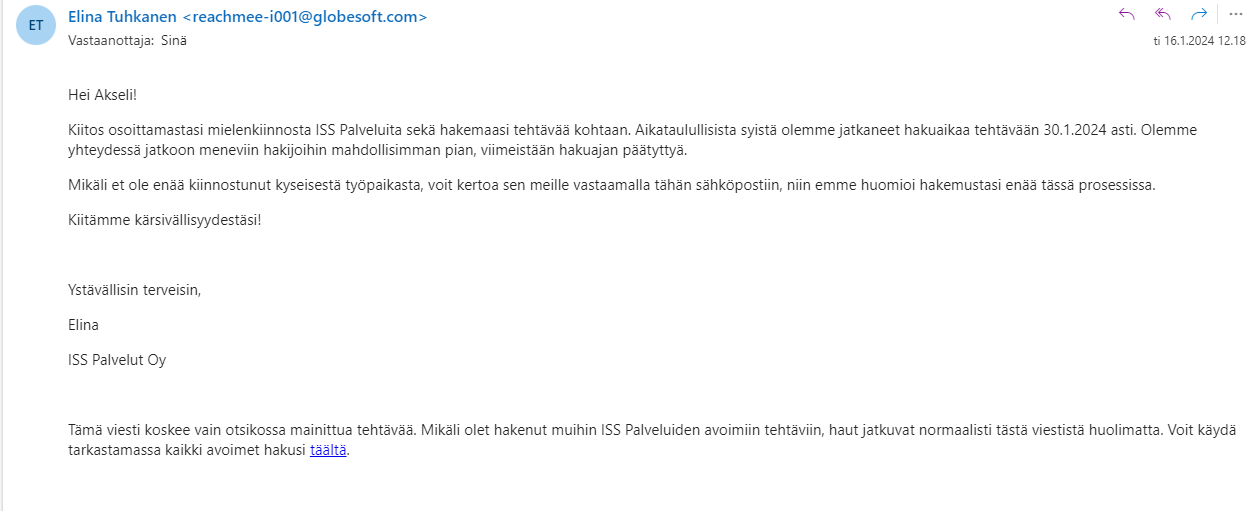 ET
Elina Tuhkanen <reachmee-i001@globesoft.com>
Vastaanottaja: Sinä
ti 16.1.2024 12.18
Hei Akseli!
Kiitos osoittamastasi mielenkiinnosta ISS Palveluita sekä hakemaasi tehtävää kohtaan. Aikataulullisista syistä olemme jatkaneet hakuaikaa tehtävään 30.1.2024 asti. Olemme
yhteydessä jatkoon meneviin hakijoihin mahdollisimman pian, viimeistään hakuajan päätyttyä.
Mikäli et ole enää kiinnostunut kyseisestä työpaikasta, voit kertoa sen meille vastaamalla tähän sähköpostiin, niin emme huomioi hakemustasi enää tässä prosessissa.
Kiitämme kärsivällisyydestäsi!
Ystävällisin terveisin,
Elina
ISS Palvelut Oy
Tämä viesti koskee vain otsikossa mainittua tehtävää. Mikäli olet hakenut muihin ISS Palveluiden avoimiin tehtäviin, haut jatkuvat normaalisti tästä viestistä huolimatta. Voit käydä
tarkastamassa kaikki avoimet hakusi täältä.